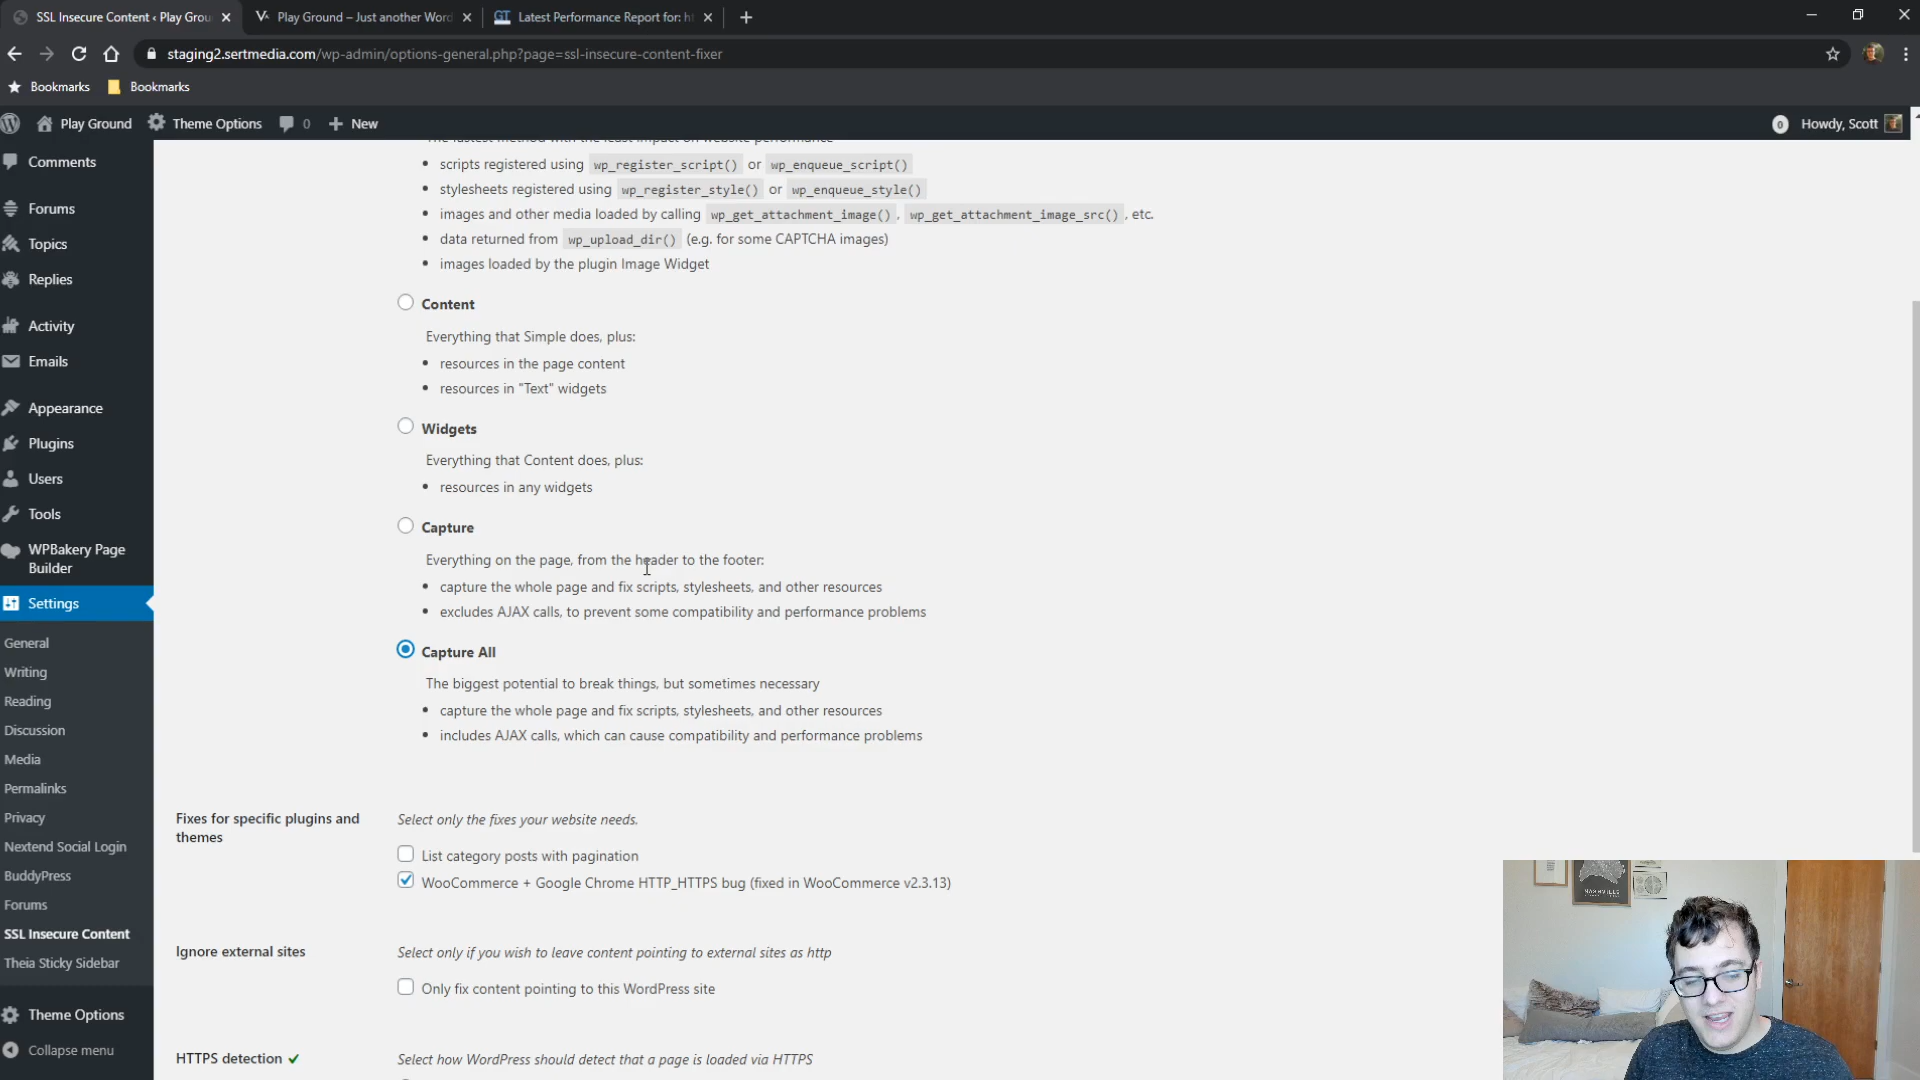 SSL Insecure Content ‹ Play Grou
Play Ground – Just another Word
GT Latest Performance Report for: h
staging2.sertmedia.com/wp-admin/options-general.php?page=ssl-insecure-content-fixer
Bookmarks Bookmarks
Play Ground Theme Options 0 New
0 Howdy, Scott
Comments
Forums
Topics
Replies
Activity
Emails
Appearance
Plugins
Users
Tools
WPBakery Page
Builder
Settings
General
Writing
Reading
Discussion
Media
Permalinks
Privacy
Nextend Social Login
BuddyPress
Forums
SSL Insecure Content
Theia Sticky Sidebar
Theme Options
Collapse menu
The fastest method with the least impact on website performance
• scripts registered using wp_register_script() or wp_enqueue_script()
• stylesheets registered using wp_register_style() or wp_enqueue_style()
• images and other media loaded by calling wp_get_attachment_image() , wp_get_attachment_image_src() , etc.
• data returned from wp_upload_dir() (e.g. for some CAPTCHA images)
• images loaded by the plugin Image Widget
Content
Everything that Simple does, plus:
• resources in the page content
• resources in "Text" widgets
Widgets
Everything that Content does, plus:
• resources in any widgets
Capture
Everything on the page, from the header to the footer:
• capture the whole page and fix scripts, stylesheets, and other resources
• excludes AJAX calls, to prevent some compatibility and performance problems
Capture All
The biggest potential to break things, but sometimes necessary
• capture the whole page and fix scripts, stylesheets, and other resources
• includes AJAX calls, which can cause compatibility and performance problems
Fixes for specific plugins and
themes
Select only the fixes your website needs.
List category posts with pagination
WooCommerce + Google Chrome HTTP_HTTPS bug (fixed in WooCommerce v2.3.13)
Ignore external sites
Select only if you wish to leave content pointing to external sites as http
Only fix content pointing to this WordPress site
HTTPS detection ✔
Select how WordPress should detect that a page is loaded via HTTPS
NASHVILLE